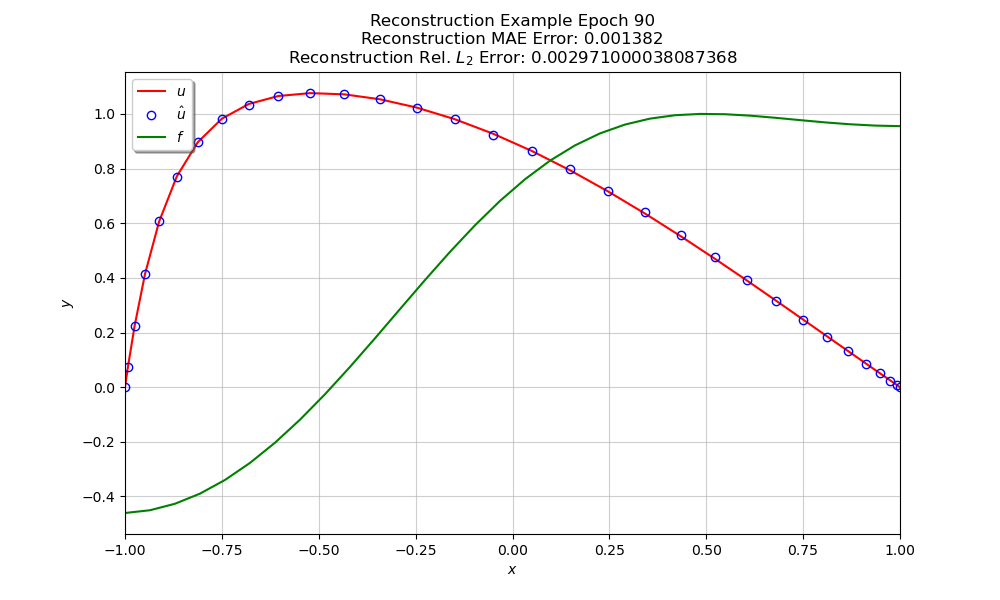 Reconstruction Example Epoch 90
Reconstruction MAE Error: 0.001382
Reconstruction Rel. L₂ Error: 0.002971000038087368
u
û
f
1.0
0.8
0.6
0.4
0.2
0.0
−0.2
−0.4
y
−1.00 −0.75 −0.50 −0.25 0.00 0.25 0.50 0.75 1.00
x